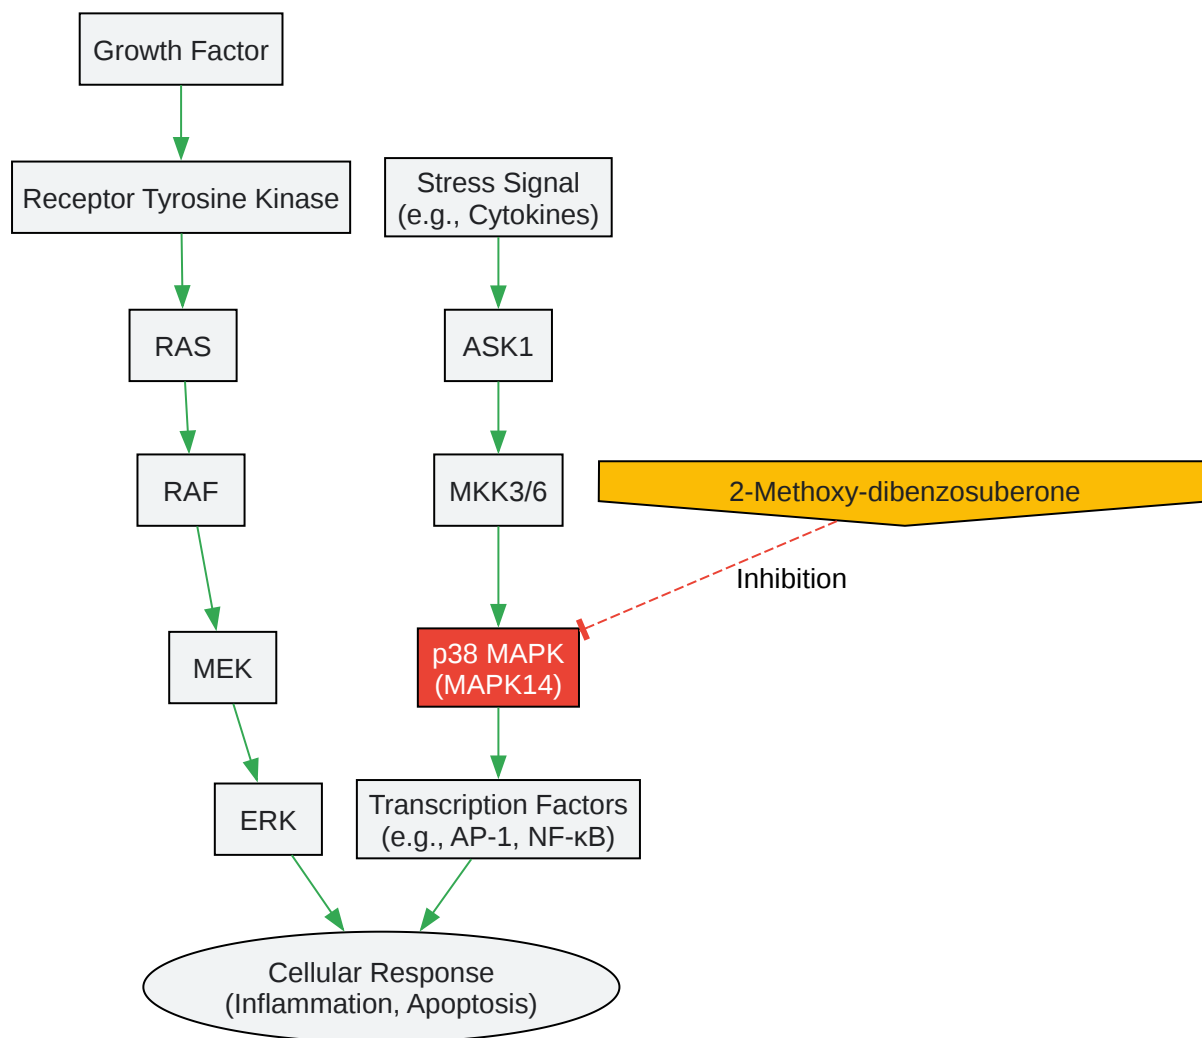 Growth Factor
Receptor Tyrosine Kinase
Stress Signal
(e.g., Cytokines)
RAS
ASK1
RAF
MKK3/6
2-Methoxy-dibenzosuberone
Inhibition
MEK
p38 MAPK
(MAPK14)
ERK
Transcription Factors
(e.g., AP-1, NF-κB)
Cellular Response
(Inflammation, Apoptosis)